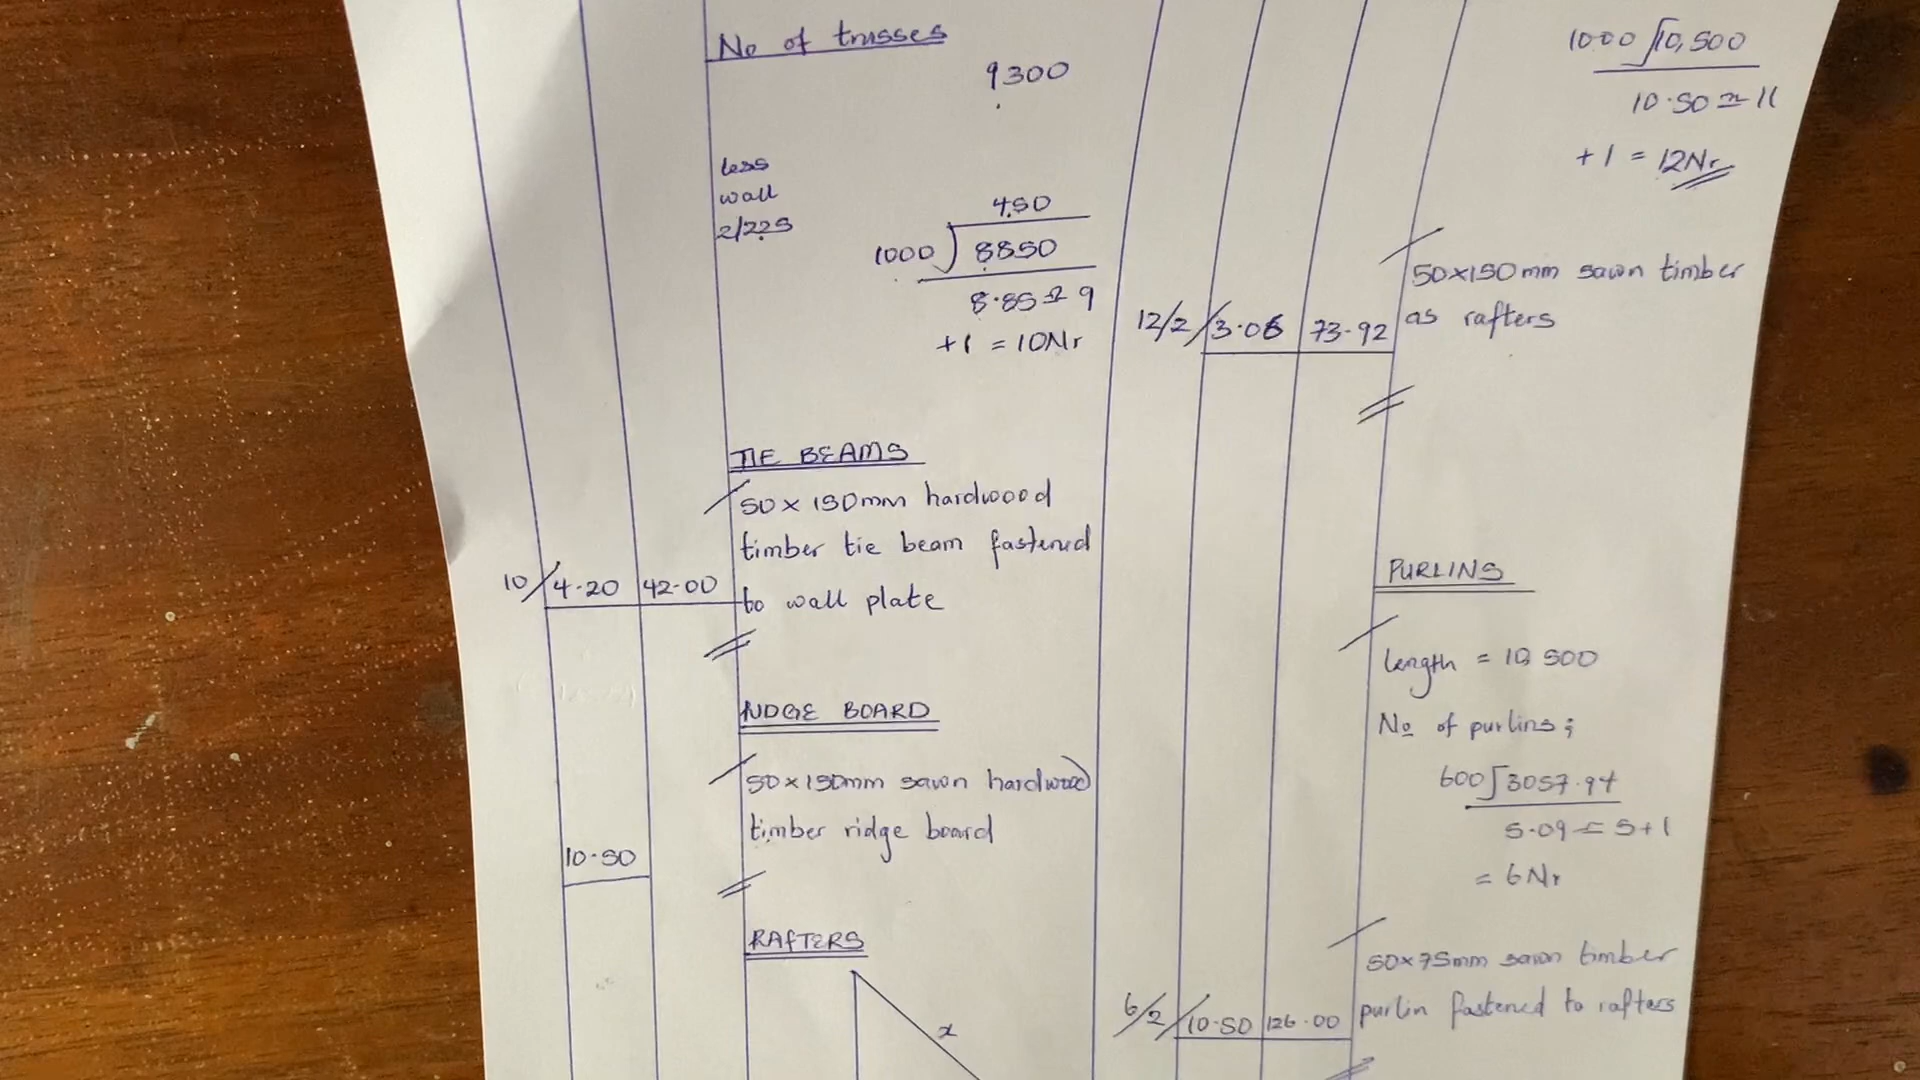 No of trusses
9300
less
wall
2/225
450
1000 8850
8.85 ≃ 9
+1 = 10Nr
TIE BEAMS
50 x 150mm hardwood
timber tie beam fastened
10/ 4.20 42.00 to wall plate
RIDGE BOARD
50 x 150mm sawn hardwood
timber ridge board
10.50
RAFTERS
x
1000 10,500
10.50 ≃ 11
+1 = 12Nr
50x150mm sawn timber
12/2/ 3.08 73.92 as rafters
PURLINS
length = 10 500
No of purlins;
600 3057.94
5.09 = 5+1
= 6Nr
50x75mm sawn timber
6/2/ 10.50 126.00 purlin fastened to rafters